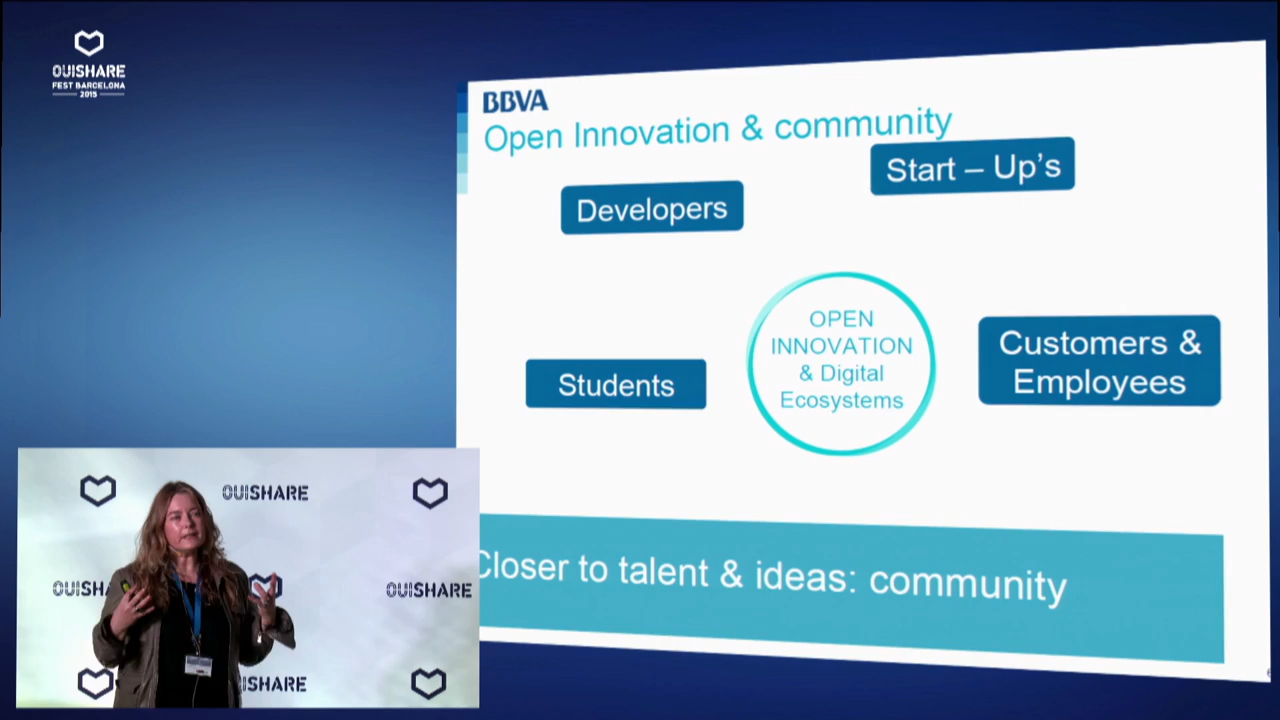 OUISHARE
FEST BARCELONA
2015
BBVA
Open Innovation & community
Start – Up's
Developers
OPEN
INNOVATION
& Digital
Ecosystems
Customers &
Employees
Students
Closer to talent & ideas: community
OUISHARE
OUISHA
OUISHARE
ISHARE